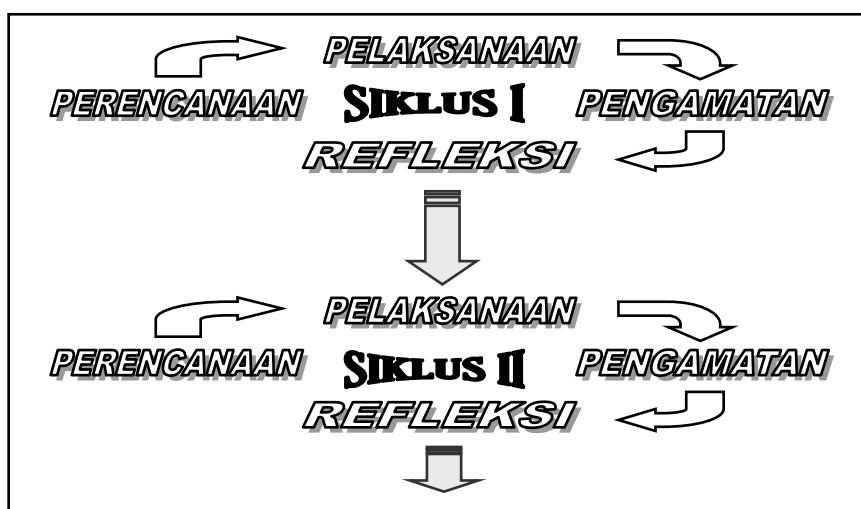 PELAKSANAAN
PERENCANAAN SIKLUS I PENGAMATAN
REFLEKSI
PELAKSANAAN
PERENCANAAN SIKLUS II PENGAMATAN
REFLEKSI